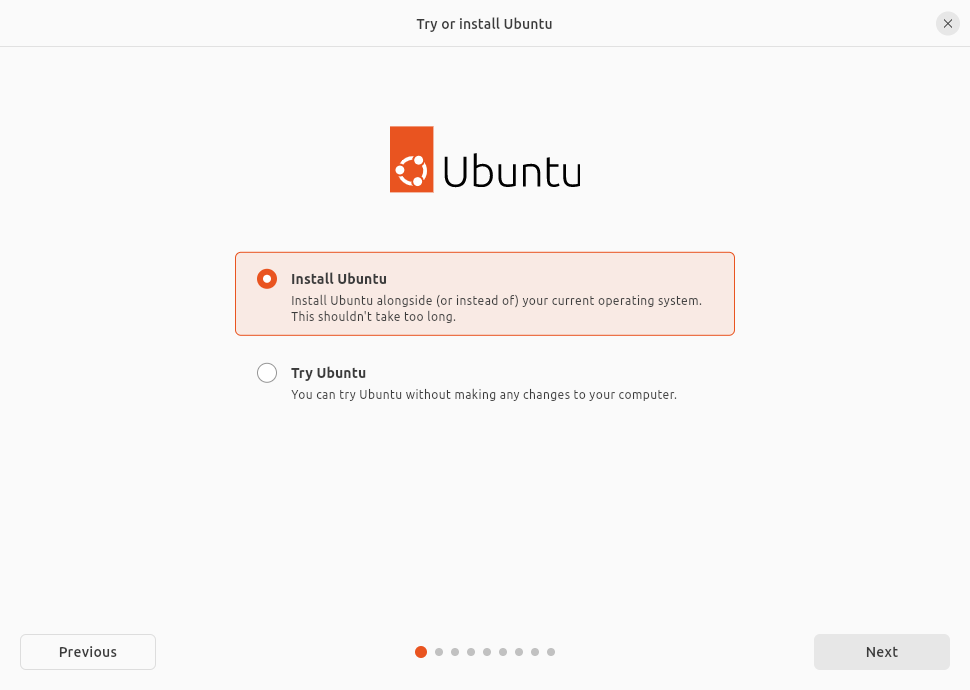 Try or install Ubuntu
Ubuntu
Install Ubuntu
Install Ubuntu alongside (or instead of) your current operating system.
This shouldn't take too long.
Try Ubuntu
You can try Ubuntu without making any changes to your computer.
Previous
Next